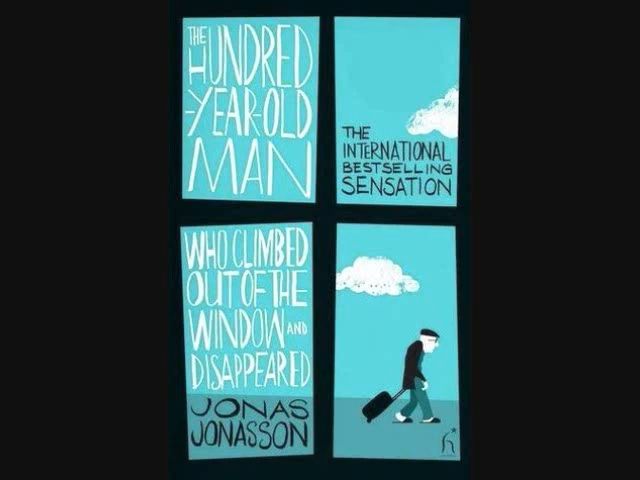 THE
HUNDRED
-YEAR-OLD
MAN
THE
INTERNATIONAL
BESTSELLING
SENSATION
WHO CLIMBED
OUT OF THE
WINDOW AND
DISAPPEARED
JONAS
JONASSON